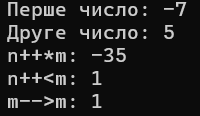 Перше число: -7
Друге число: 5
n++*m: -35
n++<m: 1
m-->m: 1